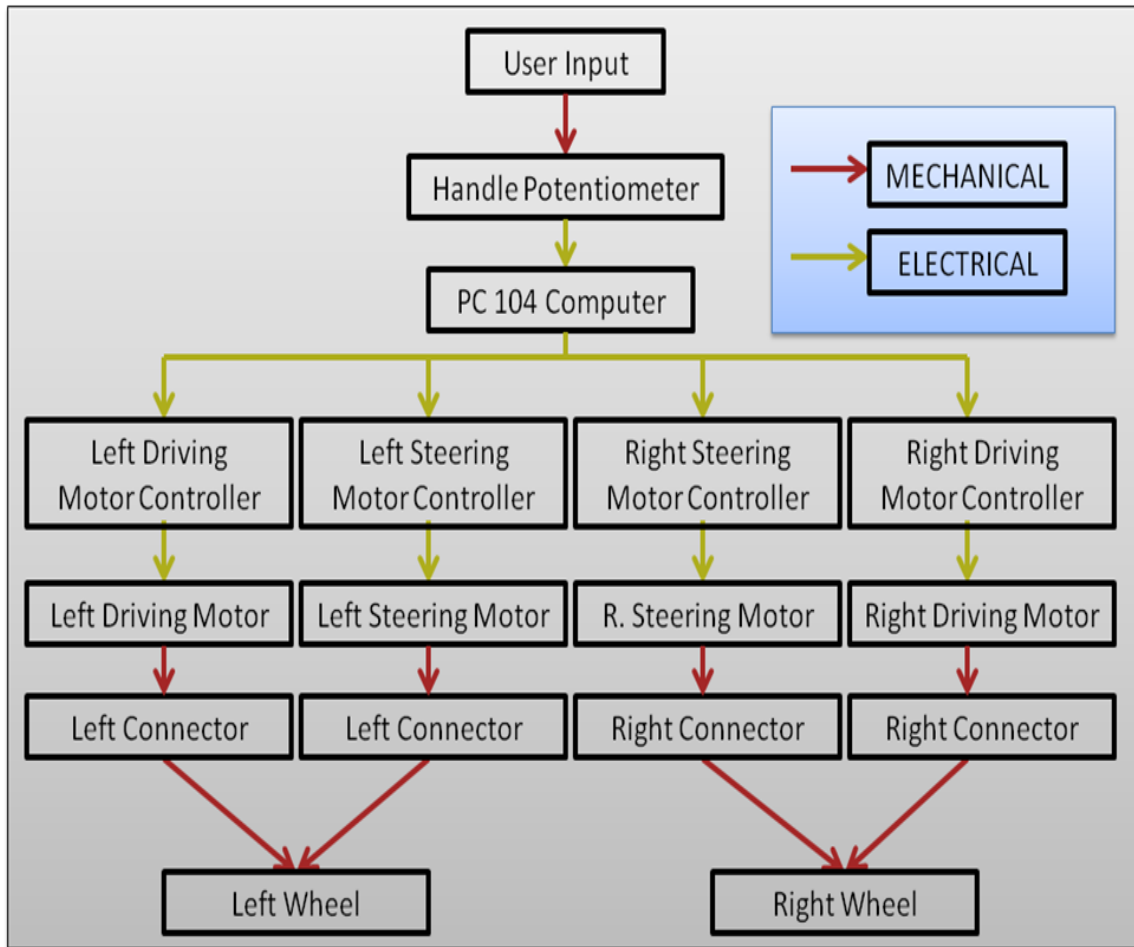 User Input
Handle Potentiometer
MECHANICAL
ELECTRICAL
PC 104 Computer
Left Driving
Motor Controller
Left Steering
Motor Controller
Right Steering
Motor Controller
Right Driving
Motor Controller
Left Driving Motor
Left Steering Motor
R. Steering Motor
Right Driving Motor
Left Connector
Left Connector
Right Connector
Right Connector
Left Wheel
Right Wheel